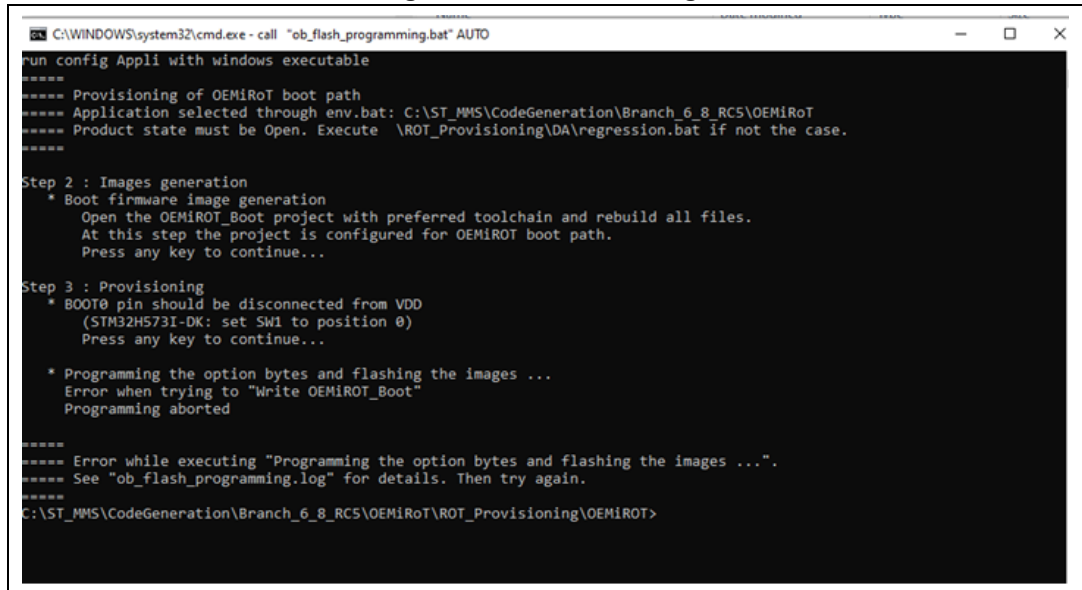 C:\WINDOWS\system32\cmd.exe - call "ob_flash_programming.bat" AUTO
run config Appli with windows executable
=====
===== Provisioning of OEMiRoT boot path
===== Application selected through env.bat: C:\ST_MMS\CodeGeneration\Branch_6_8_RC5\OEMiRoT
===== Product state must be Open. Execute \ROT_Provisioning\DA\regression.bat if not the case.
=====
Step 2 : Images generation
* Boot firmware image generation
Open the OEMiROT_Boot project with preferred toolchain and rebuild all files.
At this step the project is configured for OEMiROT boot path.
Press any key to continue...
Step 3 : Provisioning
* BOOT0 pin should be disconnected from VDD
(STM32H573I-DK: set SW1 to position 0)
Press any key to continue...
* Programming the option bytes and flashing the images ...
Error when trying to "Write OEMiROT_Boot"
Programming aborted
=====
===== Error while executing "Programming the option bytes and flashing the images ...".
===== See "ob_flash_programming.log" for details. Then try again.
=====
C:\ST_MMS\CodeGeneration\Branch_6_8_RC5\OEMiRoT\ROT_Provisioning\OEMiROT>